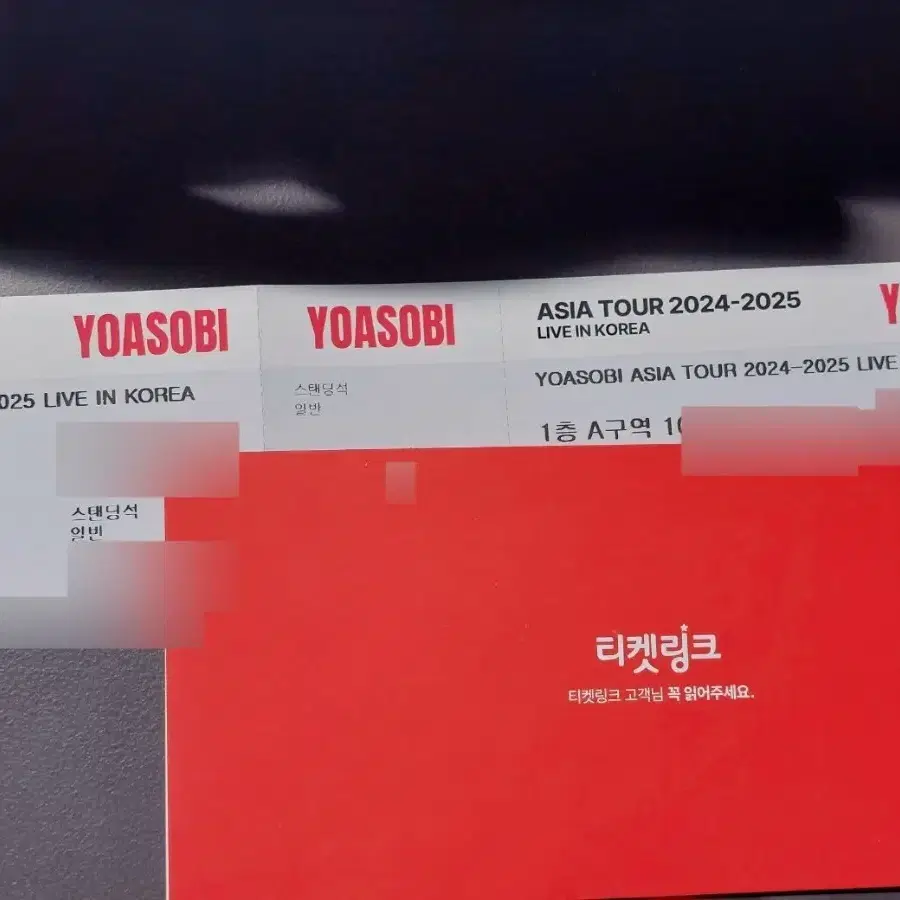 YOASOBI
025 LIVE IN KOREA
스탠딩석
일반
YOASOBI
스탠딩석
일반
ASIA TOUR 2024-2025
LIVE IN KOREA
YOASOBI ASIA TOUR 2024-2025 LIVE
1층 A구역
Y
티켓링크
티켓링크 고객님 꼭 읽어주세요.